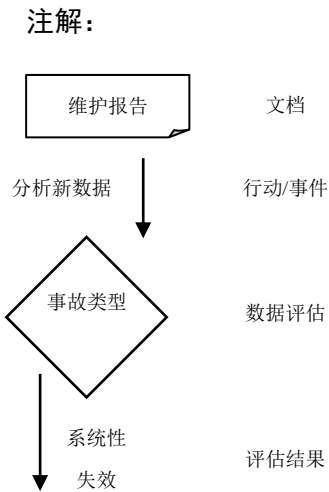 注解：
维护报告 文档
分析新数据 行动/事件
事故类型 数据评估
系统性
评估结果
失效